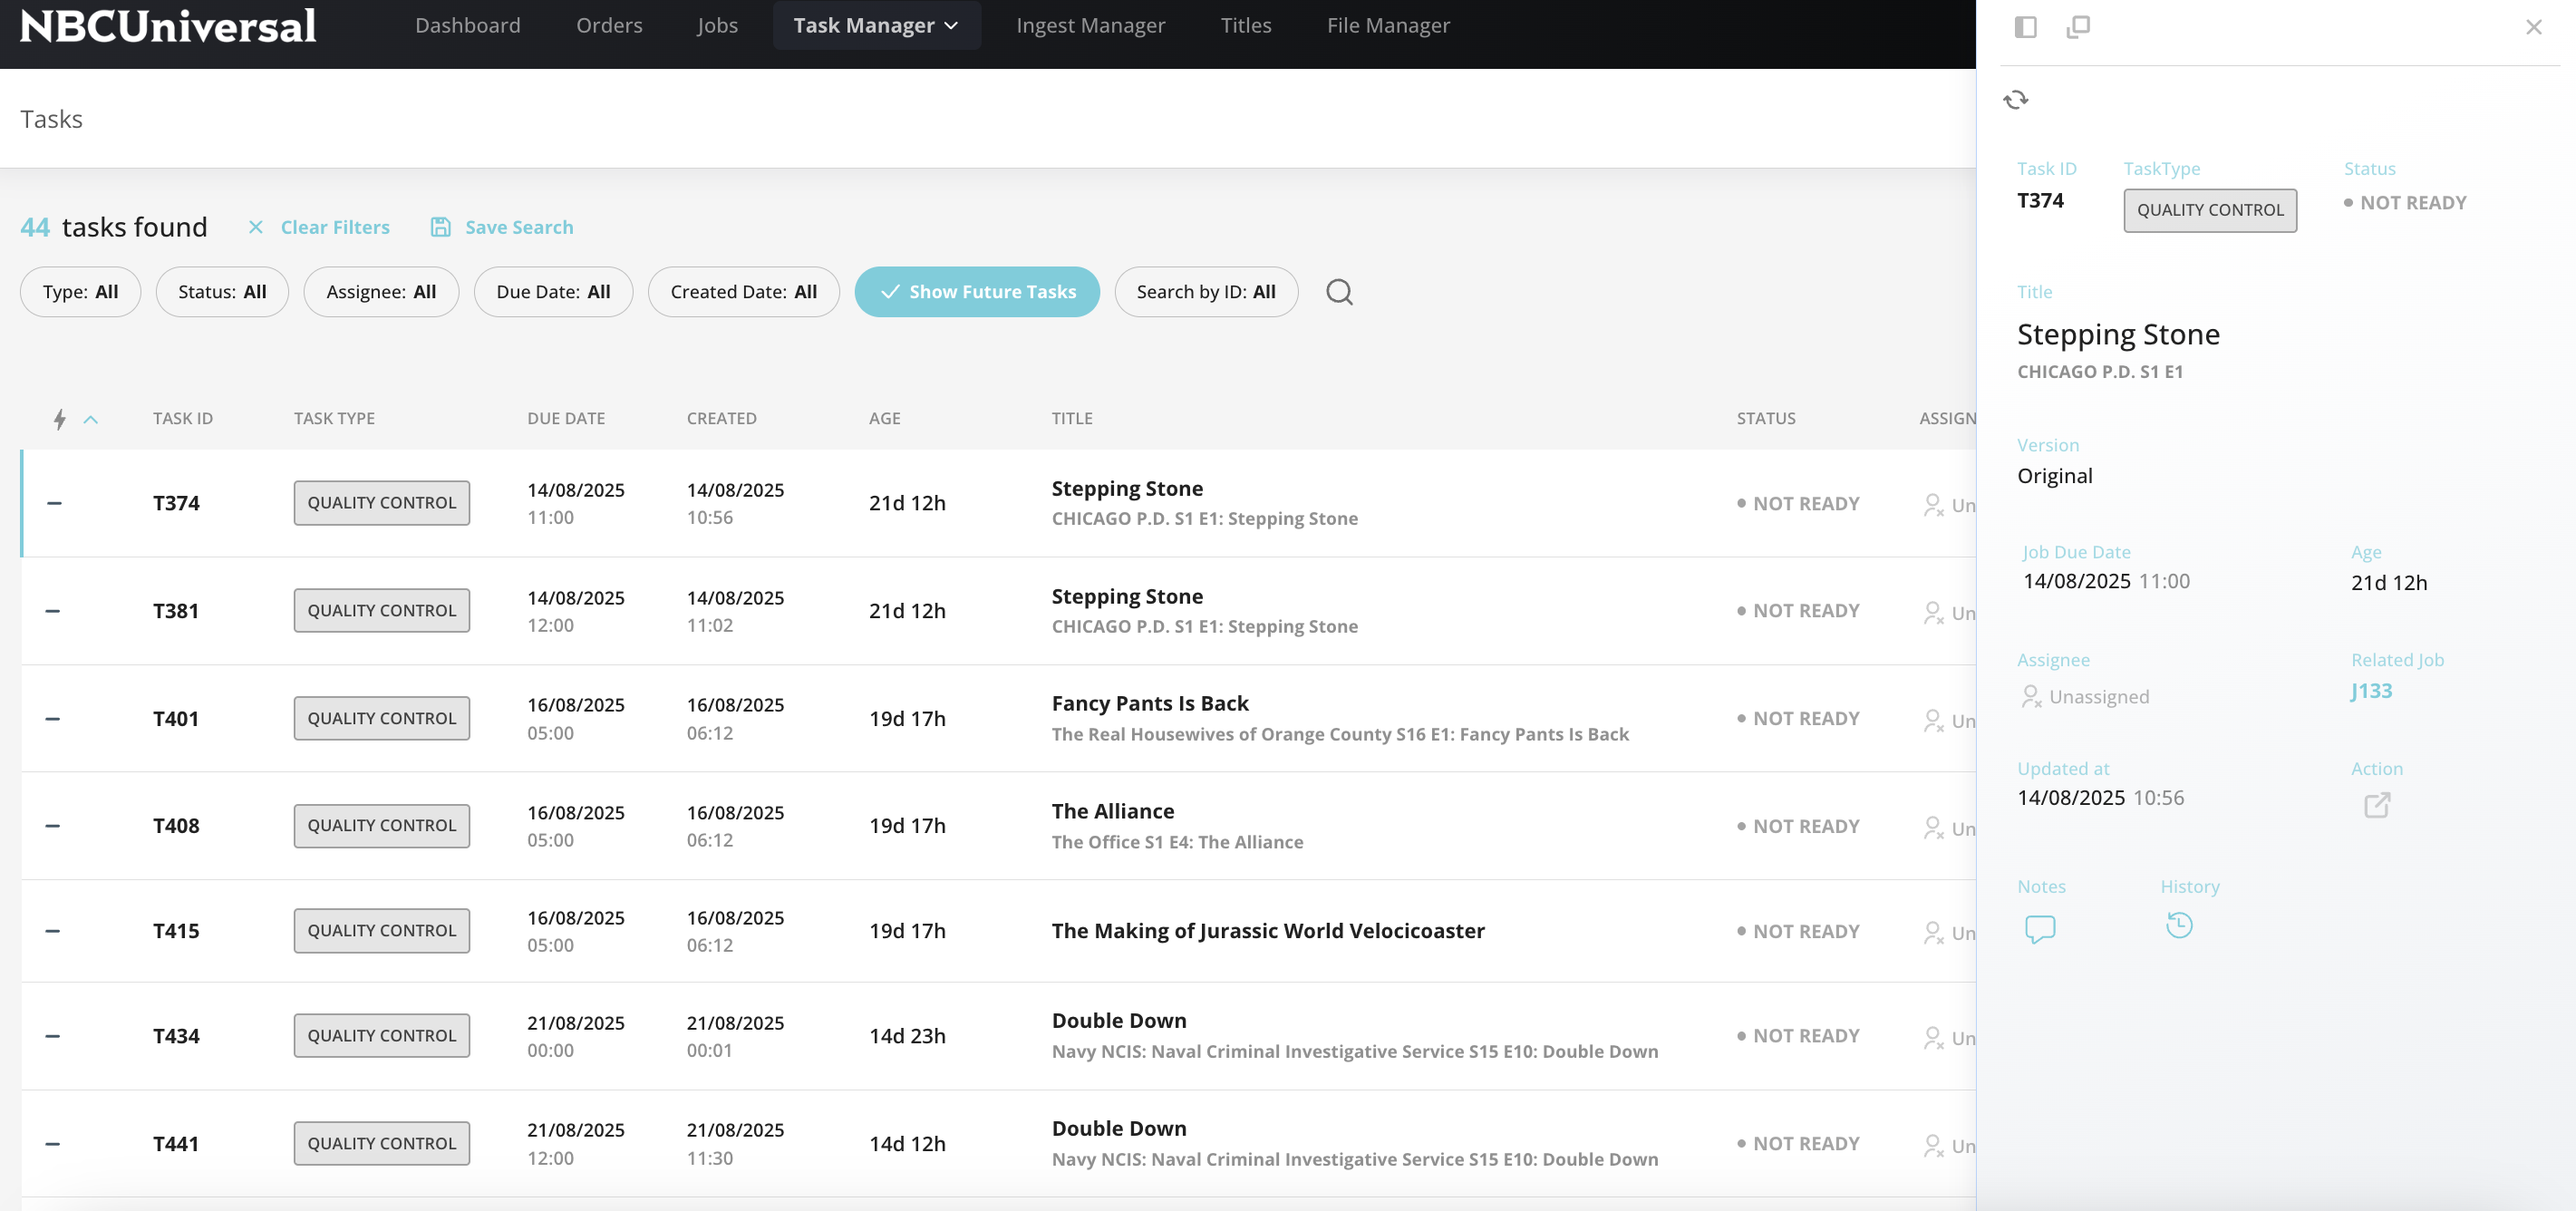 NBCUniversal
Dashboard Orders Jobs Task Manager Ingest Manager Titles File Manager
Tasks
44 tasks found Clear Filters Save Search
Type: All Status: All Assignee: All Due Date: All Created Date: All Show Future Tasks Search by ID: All
TASK ID TASK TYPE DUE DATE CREATED AGE TITLE STATUS ASSIGN
T374 QUALITY CONTROL 14/08/2025 14/08/2025 21d 12h Stepping Stone NOT READY Un
11:00 10:56 CHICAGO P.D. S1 E1: Stepping Stone
T381 QUALITY CONTROL 14/08/2025 14/08/2025 21d 12h Stepping Stone NOT READY Un
12:00 11:02 CHICAGO P.D. S1 E1: Stepping Stone
T401 QUALITY CONTROL 16/08/2025 16/08/2025 19d 17h Fancy Pants Is Back NOT READY Un
05:00 06:12 The Real Housewives of Orange County S16 E1: Fancy Pants Is Back
T408 QUALITY CONTROL 16/08/2025 16/08/2025 19d 17h The Alliance NOT READY Un
05:00 06:12 The Office S1 E4: The Alliance
T415 QUALITY CONTROL 16/08/2025 16/08/2025 19d 17h The Making of Jurassic World Velocicoaster NOT READY Un
05:00 06:12
T434 QUALITY CONTROL 21/08/2025 21/08/2025 14d 23h Double Down NOT READY Un
00:00 00:01 Navy NCIS: Naval Criminal Investigative Service S15 E10: Double Down
T441 QUALITY CONTROL 21/08/2025 21/08/2025 14d 12h Double Down NOT READY Un
12:00 11:30 Navy NCIS: Naval Criminal Investigative Service S15 E10: Double Down
Task ID TaskType Status
T374 QUALITY CONTROL NOT READY
Title
Stepping Stone
CHICAGO P.D. S1 E1
Version
Original
Job Due Date Age
14/08/2025 11:00 21d 12h
Assignee Related Job
Unassigned J133
Updated at Action
14/08/2025 10:56
Notes History